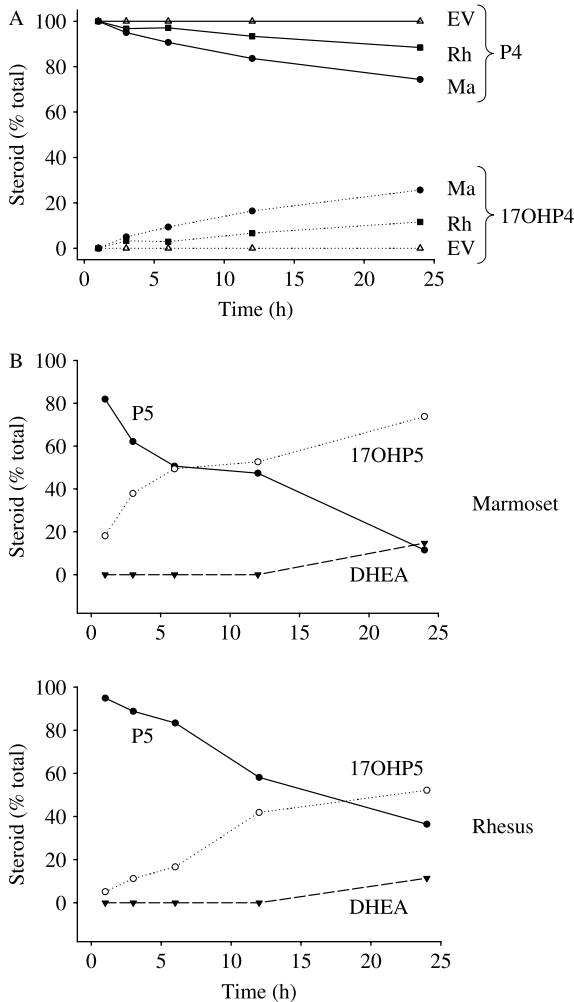 A
Steroid (% total)
100
80
60
40
20
0
EV
Rh
Ma
P4
Ma
Rh
EV
17OHP4
0 5 10 15 20 25
Time (h)
B
Steroid (% total)
100
80
60
40
20
0
P5
17OHP5
DHEA
Marmoset
0 5 10 15 20 25
Steroid (% total)
100
80
60
40
20
0
P5
17OHP5
DHEA
Rhesus
0 5 10 15 20 25
Time (h)